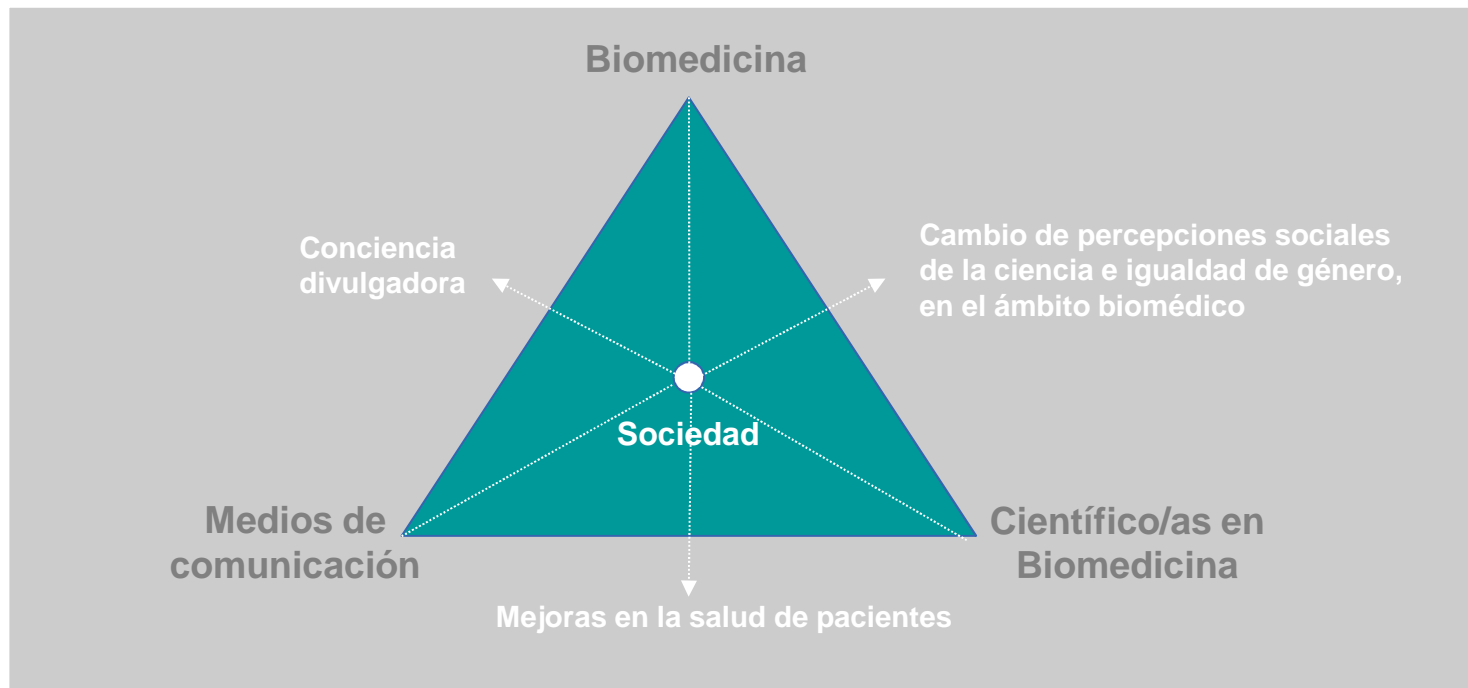 Biomedicina
Conciencia
divulgadora
Cambio de percepciones sociales
de la ciencia e igualdad de género,
en el ámbito biomédico
Sociedad
Medios de
comunicación
Científico/as en
Biomedicina
Mejoras en la salud de pacientes